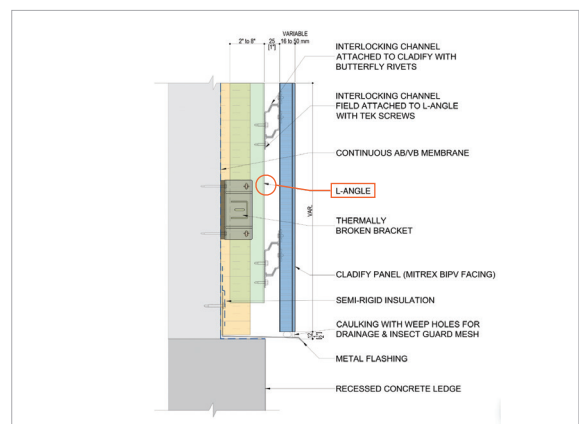 VARIABLE
2" to 8"
25
[1"]
16 to 50 mm
INTERLOCKING CHANNEL
ATTACHED TO CLADIFY WITH
BUTTERFLY RIVETS
INTERLOCKING CHANNEL
FIELD ATTACHED TO L-ANGLE
WITH TEK SCREWS
CONTINUOUS AB/VB MEMBRANE
L-ANGLE
VAR.
THERMALLY
BROKEN BRACKET
CLADIFY PANEL (MITREX BIPV FACING)
SEMI-RIGID INSULATION
CAULKING WITH WEEP HOLES FOR
DRAINAGE & INSECT GUARD MESH
METAL FLASHING
RECESSED CONCRETE LEDGE